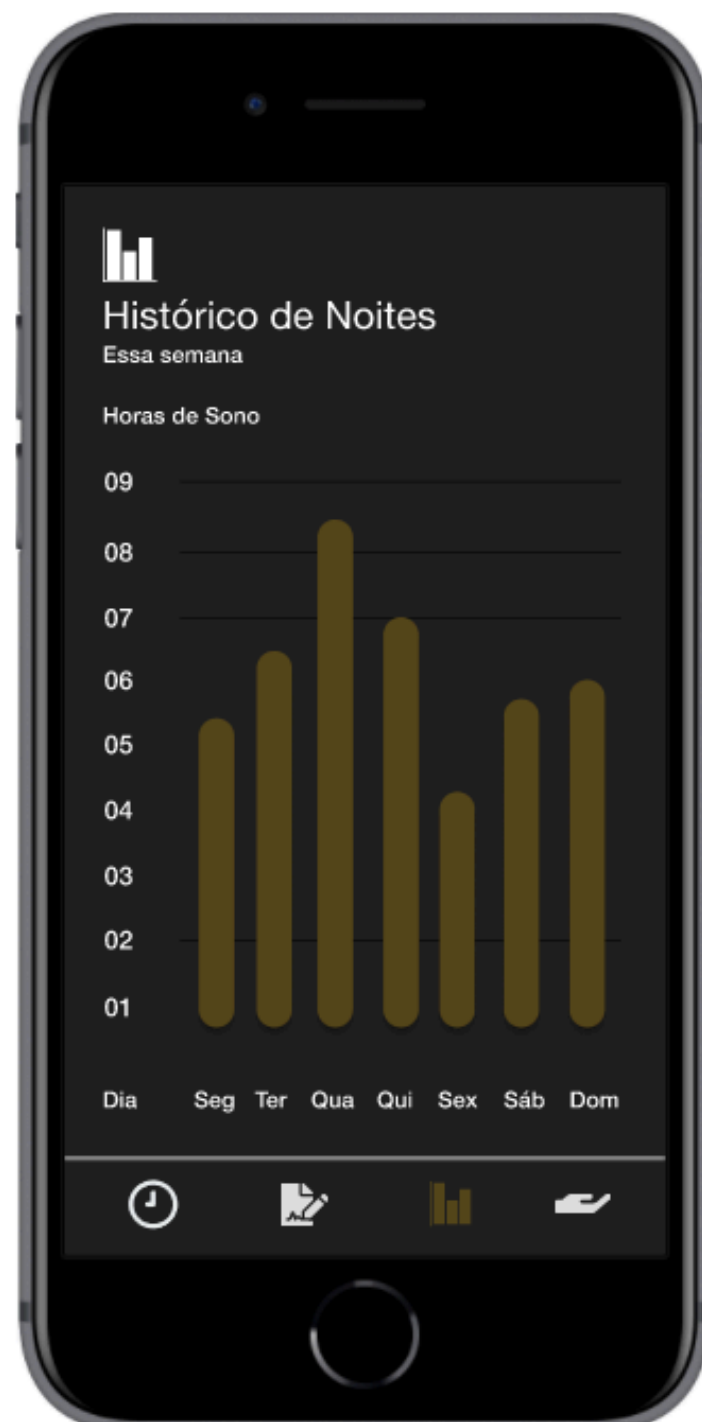 Histórico de Noites
Essa semana
Horas de Sono
09
08
07
06
05
04
03
02
01
Dia Seg Ter Qua Qui Sex Sáb Dom